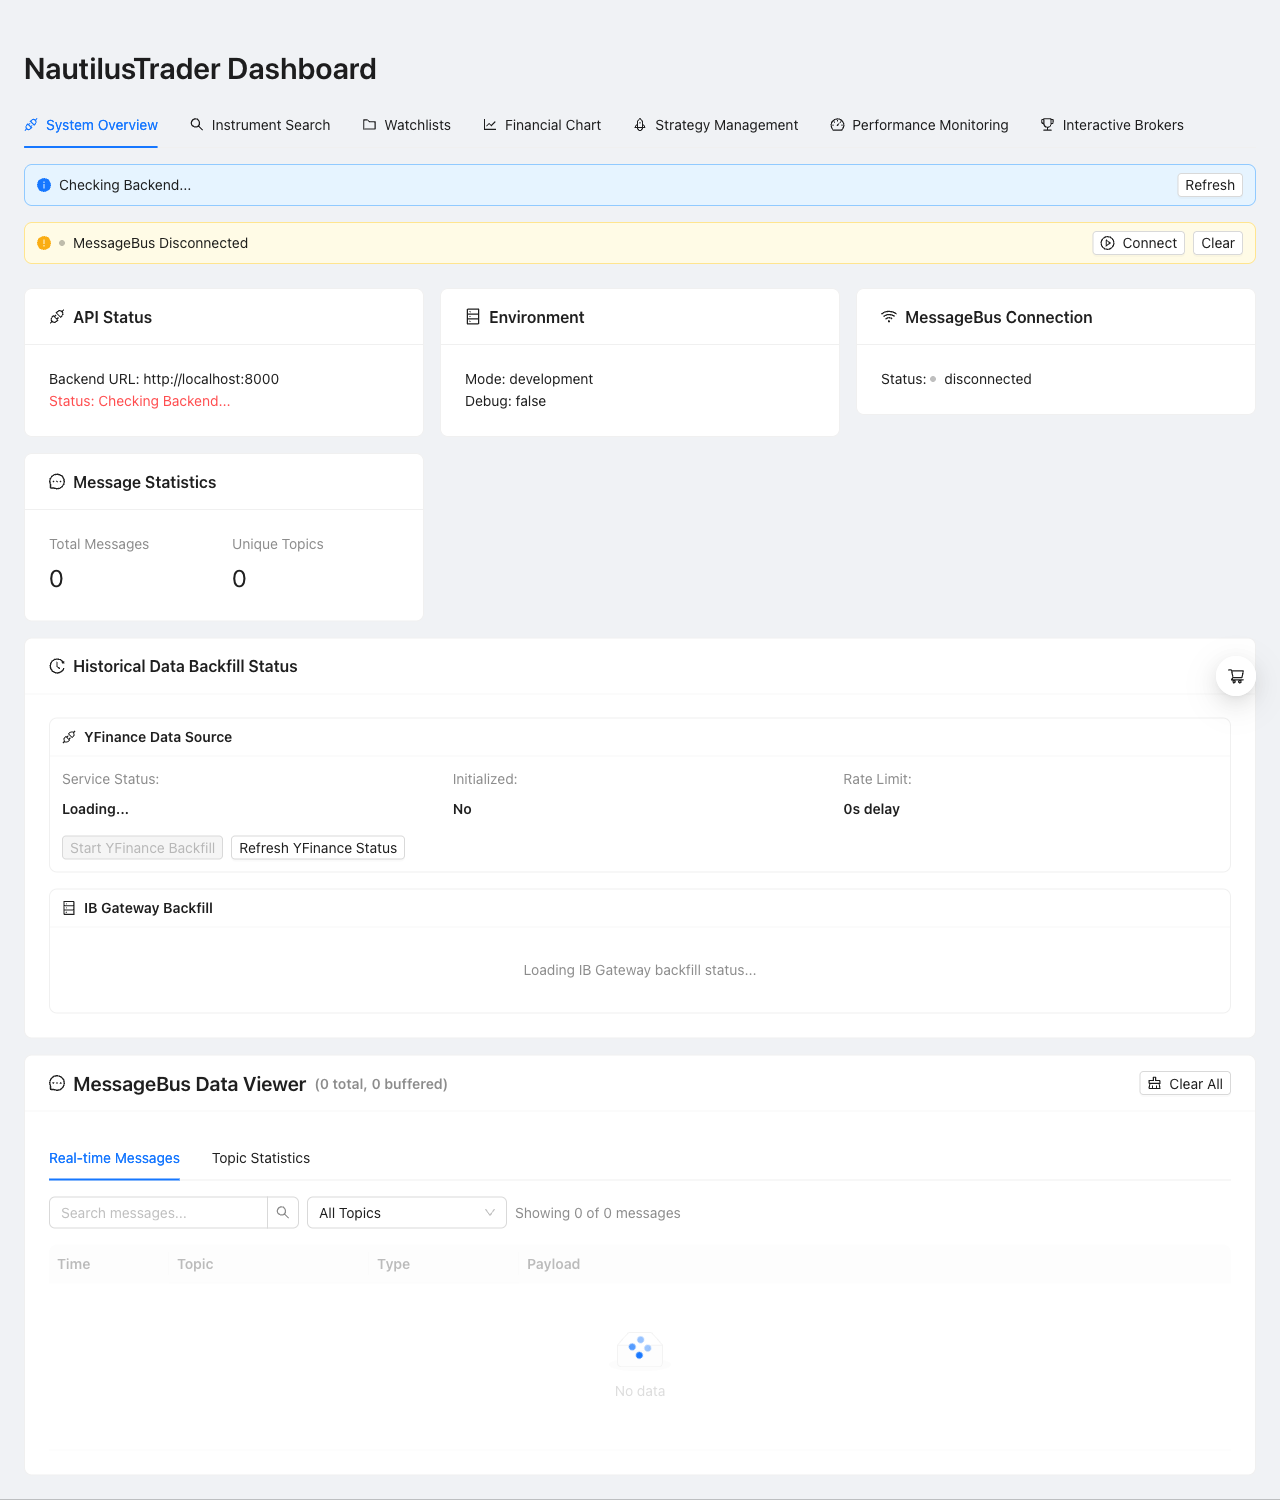 NautilusTrader Dashboard
System Overview
Instrument Search
Watchlists
Financial Chart
Strategy Management
Performance Monitoring
Interactive Brokers
Checking Backend...
Refresh
MessageBus Disconnected
Connect
Clear
API Status
Backend URL: http://localhost:8000
Status: Checking Backend...
Environment
Mode: development
Debug: false
MessageBus Connection
Status: disconnected
Message Statistics
Total Messages
0
Unique Topics
0
Historical Data Backfill Status
YFinance Data Source
Service Status:
Loading...
Initialized:
No
Rate Limit:
0s delay
Start YFinance Backfill
Refresh YFinance Status
IB Gateway Backfill
Loading IB Gateway backfill status...
MessageBus Data Viewer (0 total, 0 buffered)
Clear All
Real-time Messages
Topic Statistics
Search messages...
All Topics
Showing 0 of 0 messages
Time
Topic
Type
Payload
No data